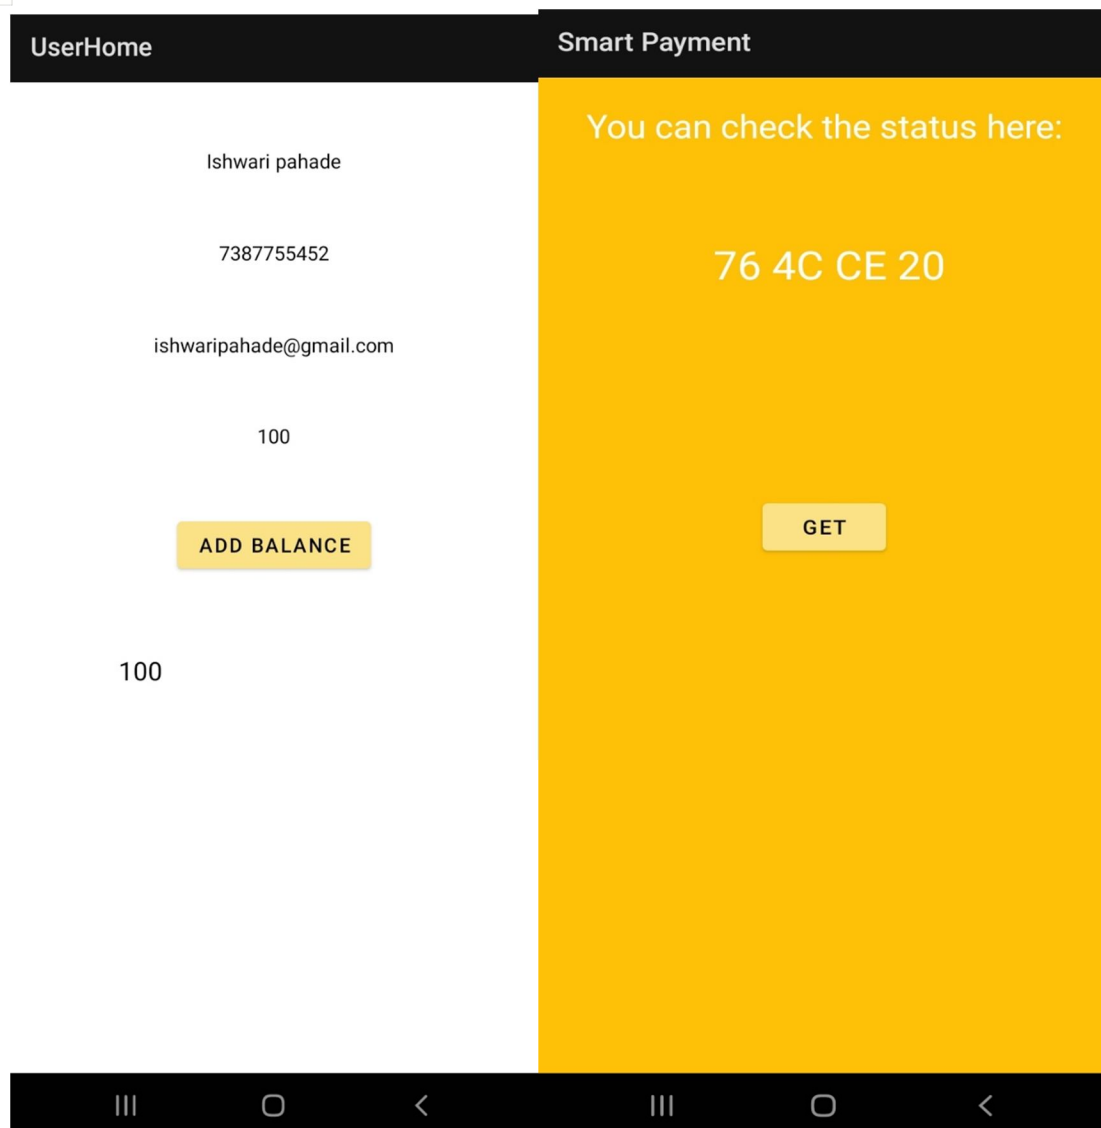 UserHome
Ishwari pahade
7387755452
ishwaripahade@gmail.com
100
ADD BALANCE
100
Smart Payment
You can check the status here:
76 4C CE 20
GET